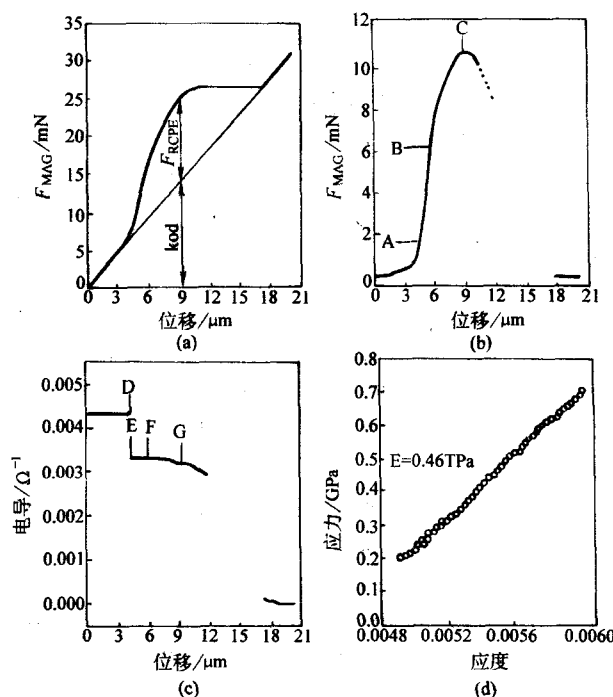 35
30
25
20
15
10
5
0
F_MAG/mN
F_RCPE
kod
0 3 6 9 12 15 18 21
位移/μm
(a)
12
10
8
6
4
2
0
F_MAG/mN
C
B
A
0 3 6 9 12 15 18 21
位移/μm
(b)
0.005
0.004
0.003
0.002
0.001
0.000
电导/Ω⁻¹
D
E F G
0 3 6 9 12 15 18 21
位移/μm
(c)
0.8
0.7
0.6
0.5
0.4
0.3
0.2
0.1
0.0
应力/GPa
E=0.46TPa
0.0048 0.0052 0.0056 0.0060
应度
(d)